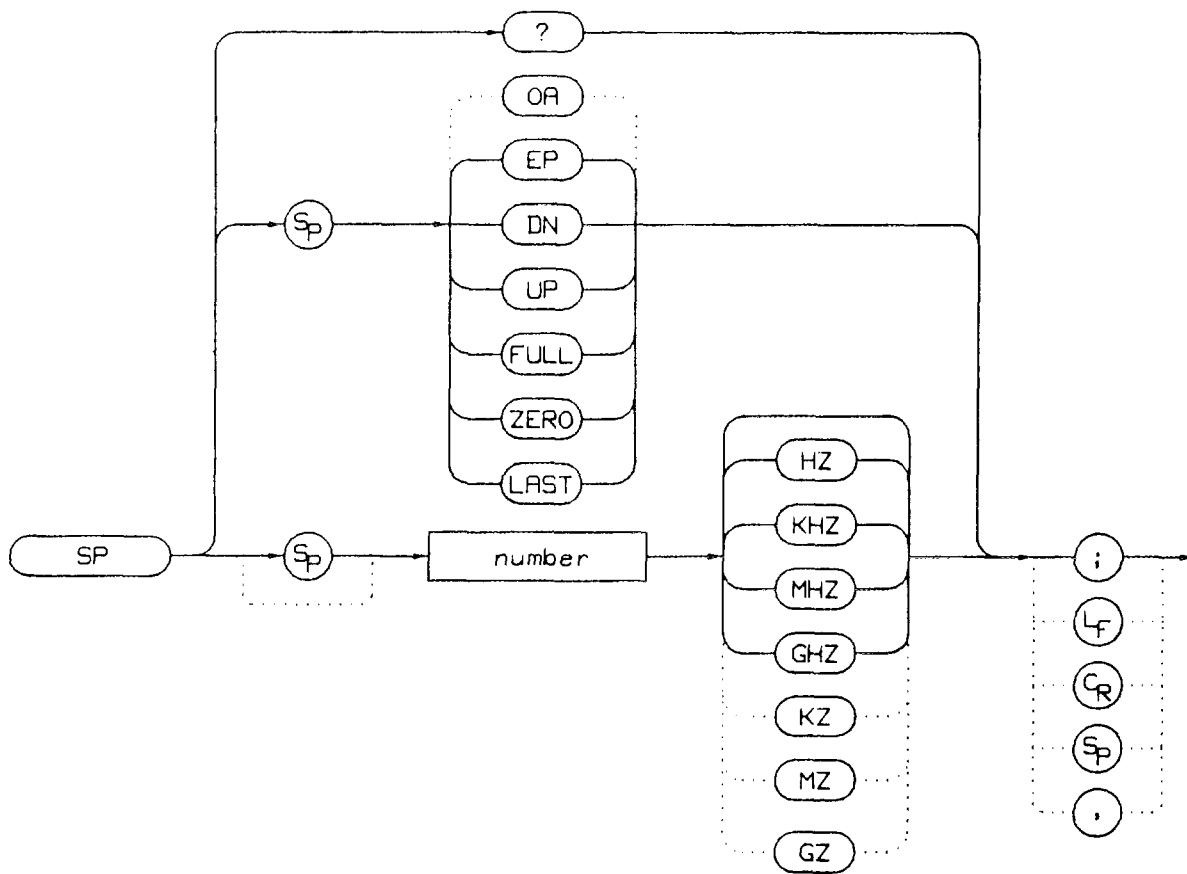 ?
OA
EP
SP
DN
UP
FULL
ZERO
LAST
HZ
KHZ
SP
SP
number
;
MHZ
LF
GHZ
CR
KZ
SP
MZ
,
GZ